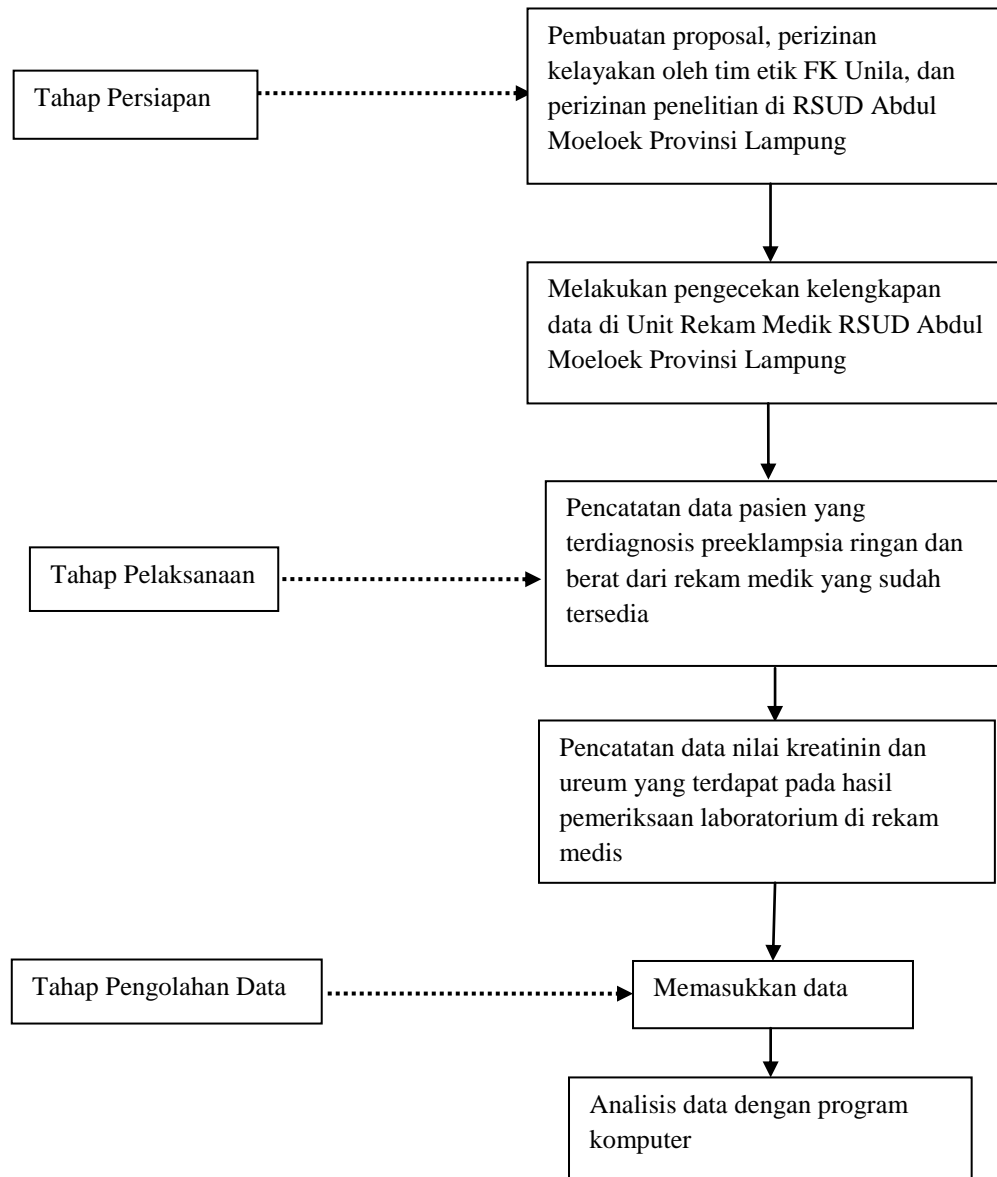 Pembuatan proposal, perizinan
kelayakan oleh tim etik FK Unila, dan
perizinan penelitian di RSUD Abdul
Moeloek Provinsi Lampung
Tahap Persiapan
Melakukan pengecekan kelengkapan
data di Unit Rekam Medik RSUD Abdul
Moeloek Provinsi Lampung
Pencatatan data pasien yang
terdiagnosis preeklampsia ringan dan
berat dari rekam medik yang sudah
tersedia
Tahap Pelaksanaan
Pencatatan data nilai kreatinin dan
ureum yang terdapat pada hasil
pemeriksaan laboratorium di rekam
medis
Tahap Pengolahan Data
Memasukkan data
Analisis data dengan program
komputer